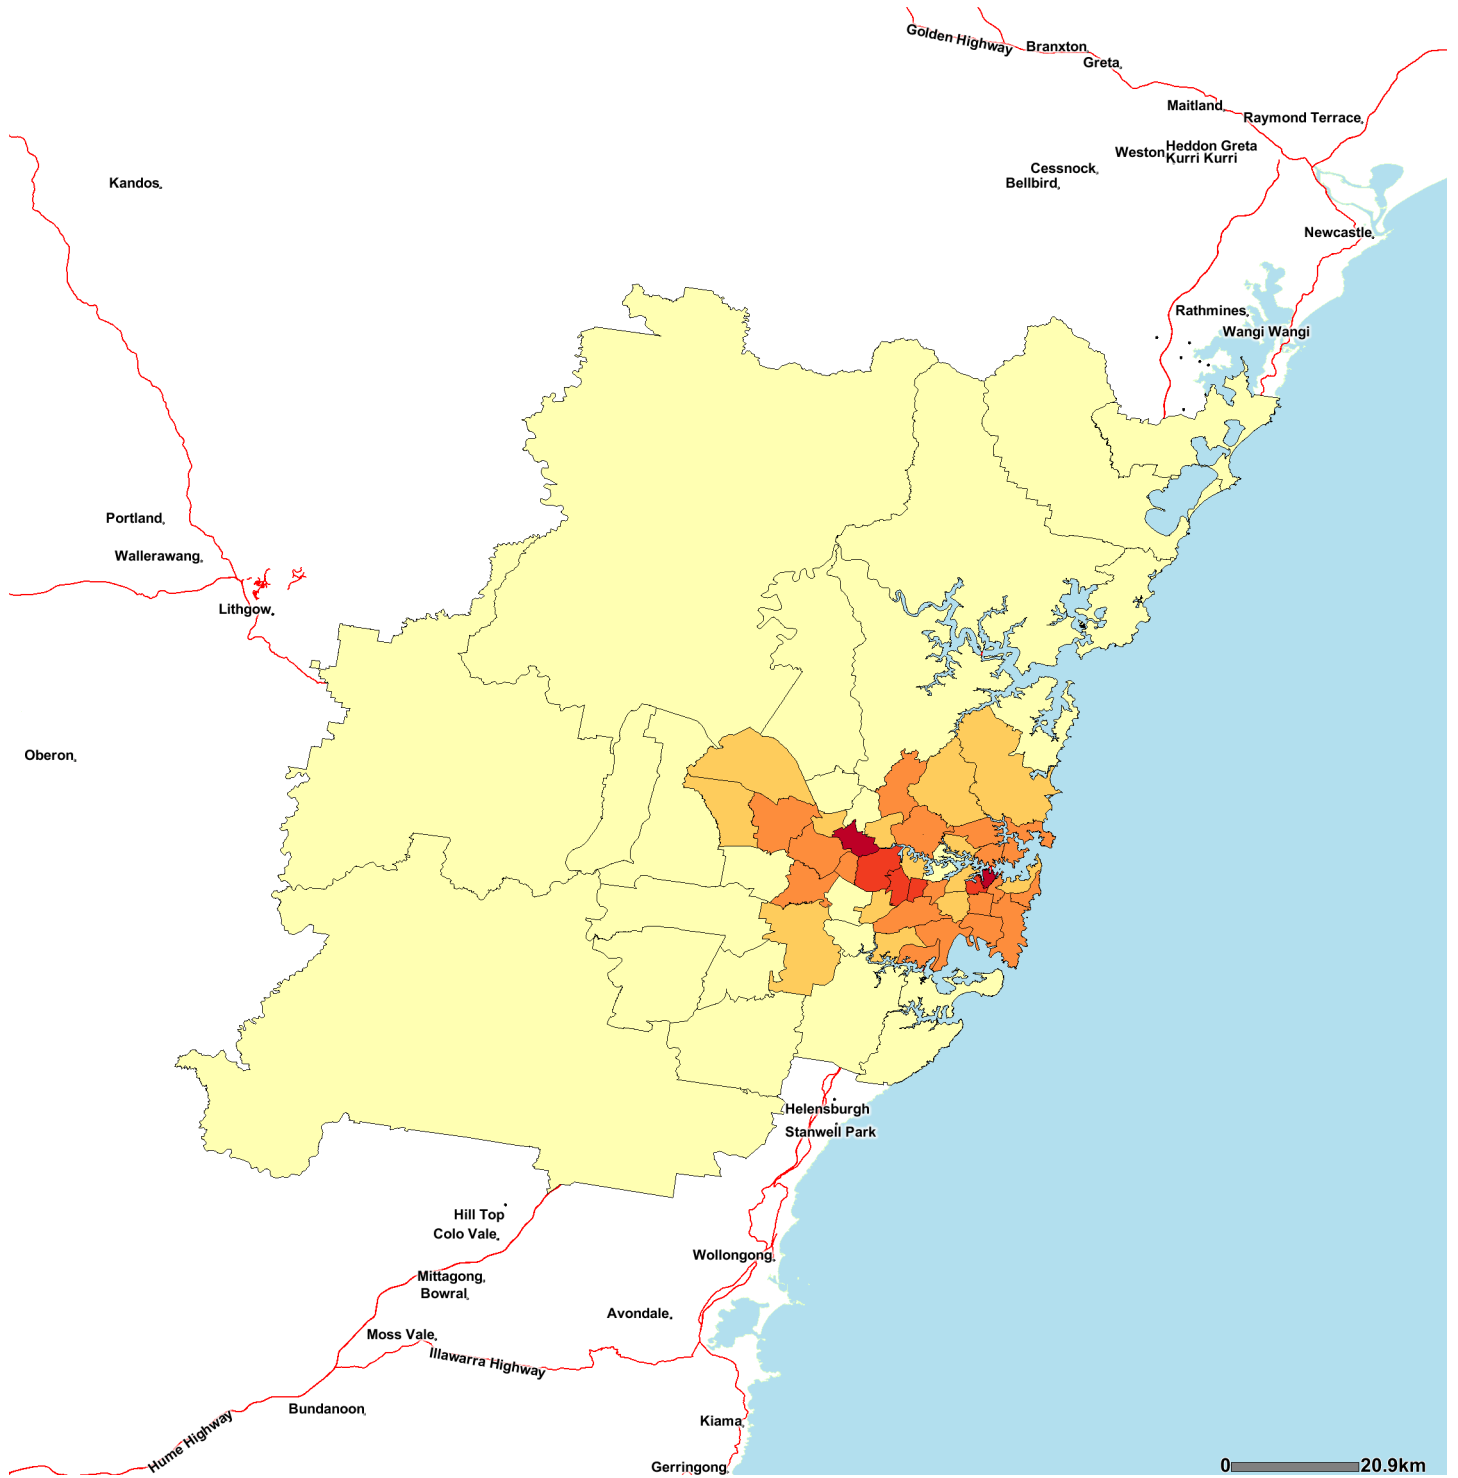 Golden Highway
Branxton
Greta
Maitland
Raymond Terrace
Heddon Greta
Weston
Kurri Kurri
Cessnock
Bellbird
Kandos
Newcastle
Rathmines
Wangi Wangi
Portland
Wallerawang
Lithgow
Oberon
Helensburgh
Stanwell Park
Hill Top
Colo Vale
Wollongong
Mittagong
Bowral
Avondale
Moss Vale
Illawarra Highway
Bundanoon
Kiama
Hume Highway
Gerringong
0 20.9km